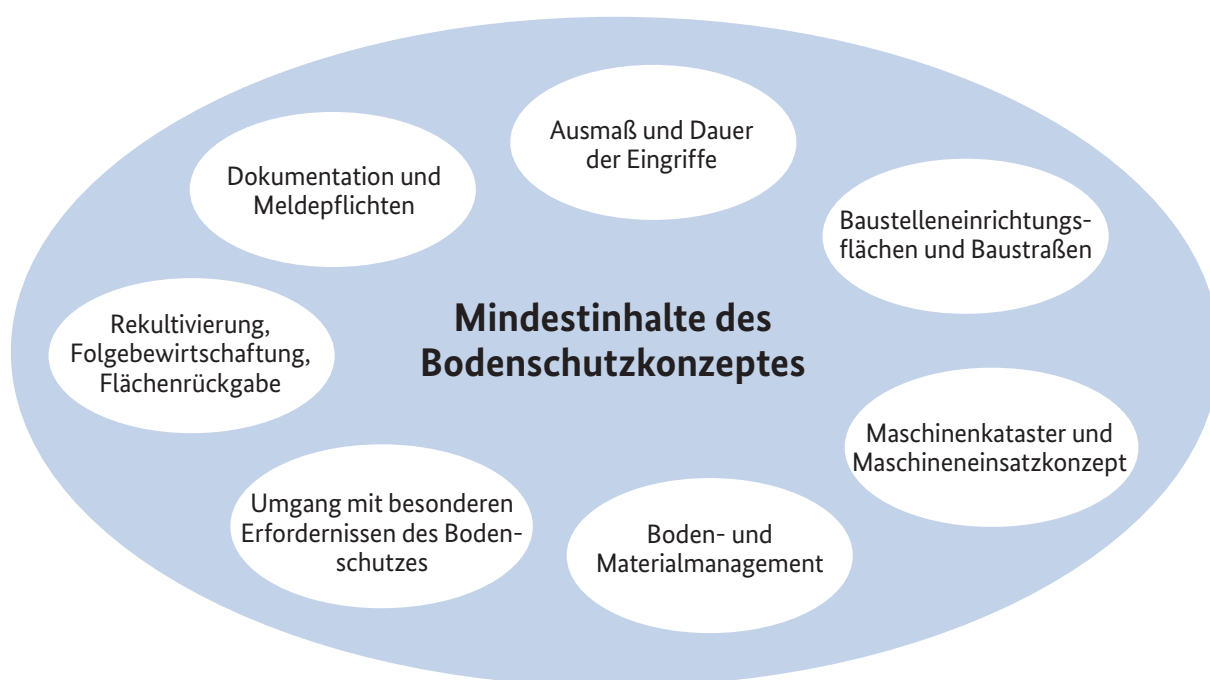 Ausmaß und Dauer
der Eingriffe
Dokumentation und
Meldepflichten
Baustelleneinrichtungs-
flächen und Baustraßen
Mindestinhalte des
Bodenschutzkonzeptes
Rekultivierung,
Folgebewirtschaftung,
Flächenrückgabe
Maschinenkataster und
Maschineneinsatzkonzept
Umgang mit besonderen
Erfordernissen des Boden-
schutzes
Boden- und
Materialmanagement